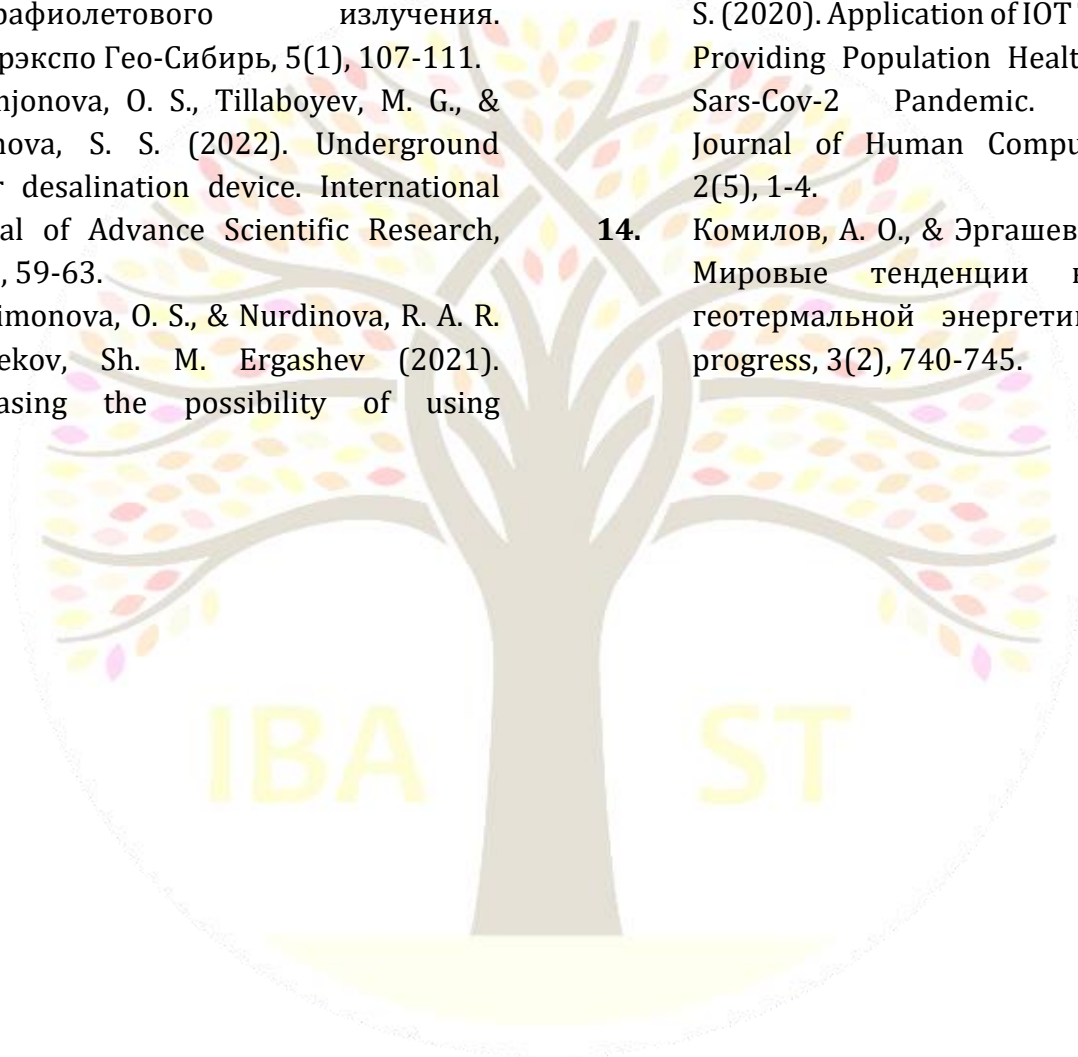 рафиолетового излучения.
рэкспо Гео-Сибирь, 5(1), 107-111.
njonova, O. S., Tillaboyev, M. G., &
nova, S. S. (2022). Underground
desalination device. International
al of Advance Scientific Research,
, 59-63.
imonova, O. S., & Nurdinova, R. A. R.
ekov, Sh. M. Ergashev (2021).
asing the possibility of using
S. (2020). Application of IOT
Providing Population Healt
Sars-Cov-2 Pandemic.
Journal of Human Compu
2(5), 1-4.
14. Комилов, А. О., & Эргашев
Мировые тенденции
геотермальной энергети
progress, 3(2), 740-745.
IBA ST